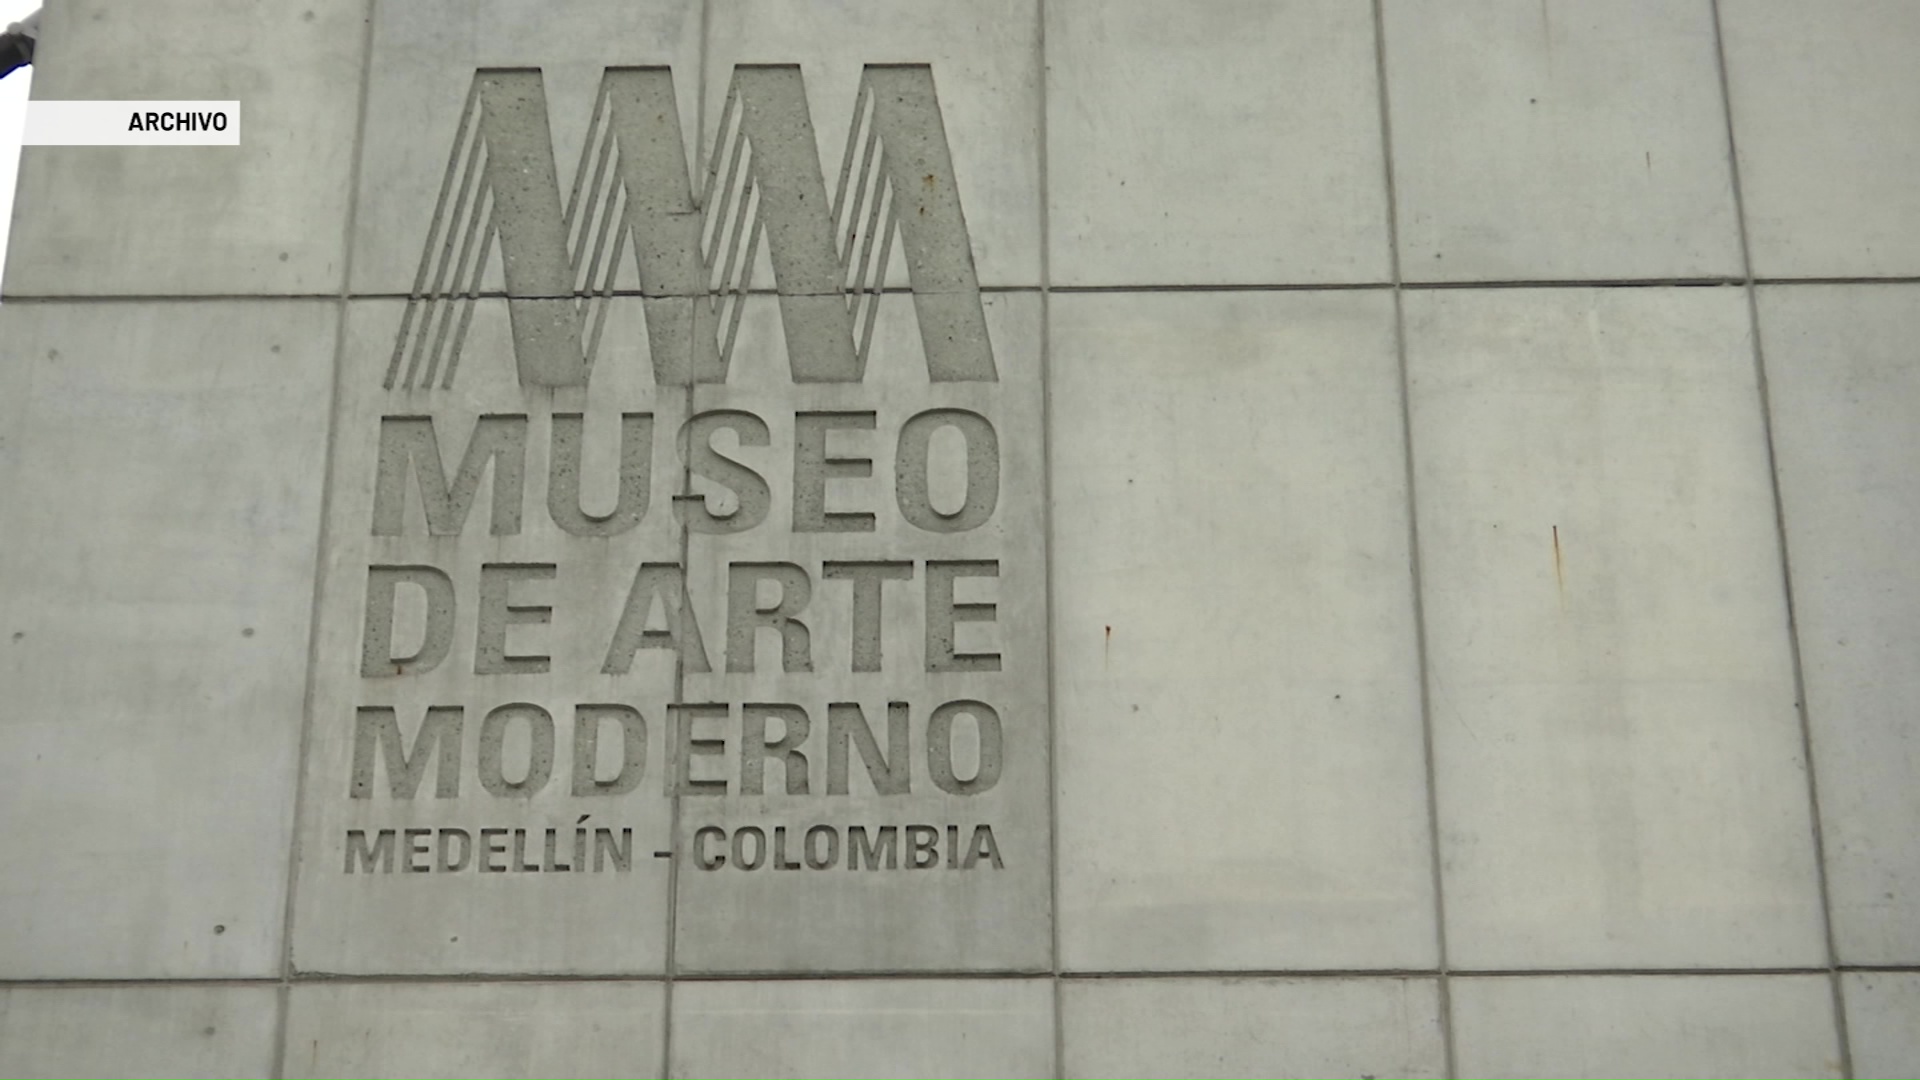 ARCHIVO
MUSEO
DE ARTE
MODERNO
MEDELLÍN - COLOMBIA